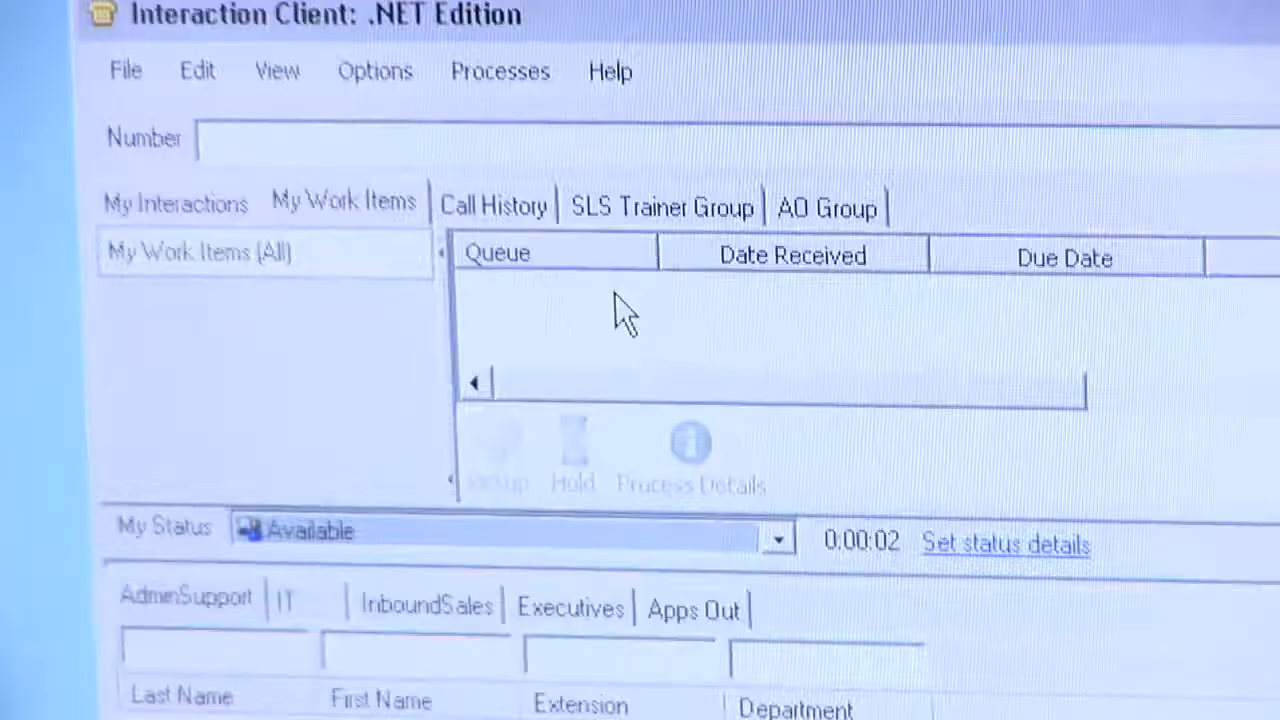 Interaction Client: .NET Edition
File Edit View Options Processes Help
Number
My Interactions My Work Items Call History SLS Trainer Group AO Group
My Work Items (All) Queue Date Received Due Date
Hold Process Details
My Status Available 0:00:02 Set status details
AdminSupport IT InboundSales Executives Apps Out
Last Name First Name Extension Department